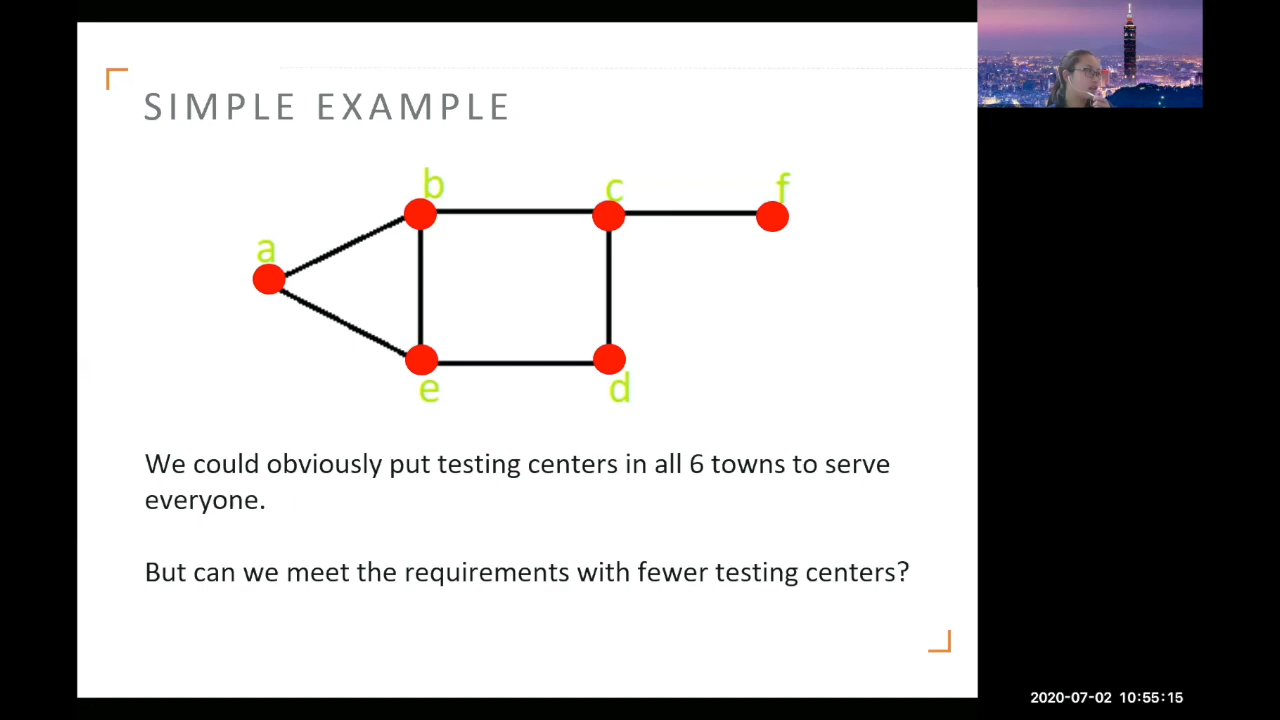 SIMPLE EXAMPLE
b
c
f
a
e
d
We could obviously put testing centers in all 6 towns to serve
everyone.
But can we meet the requirements with fewer testing centers?
2020-07-02 10:55:15